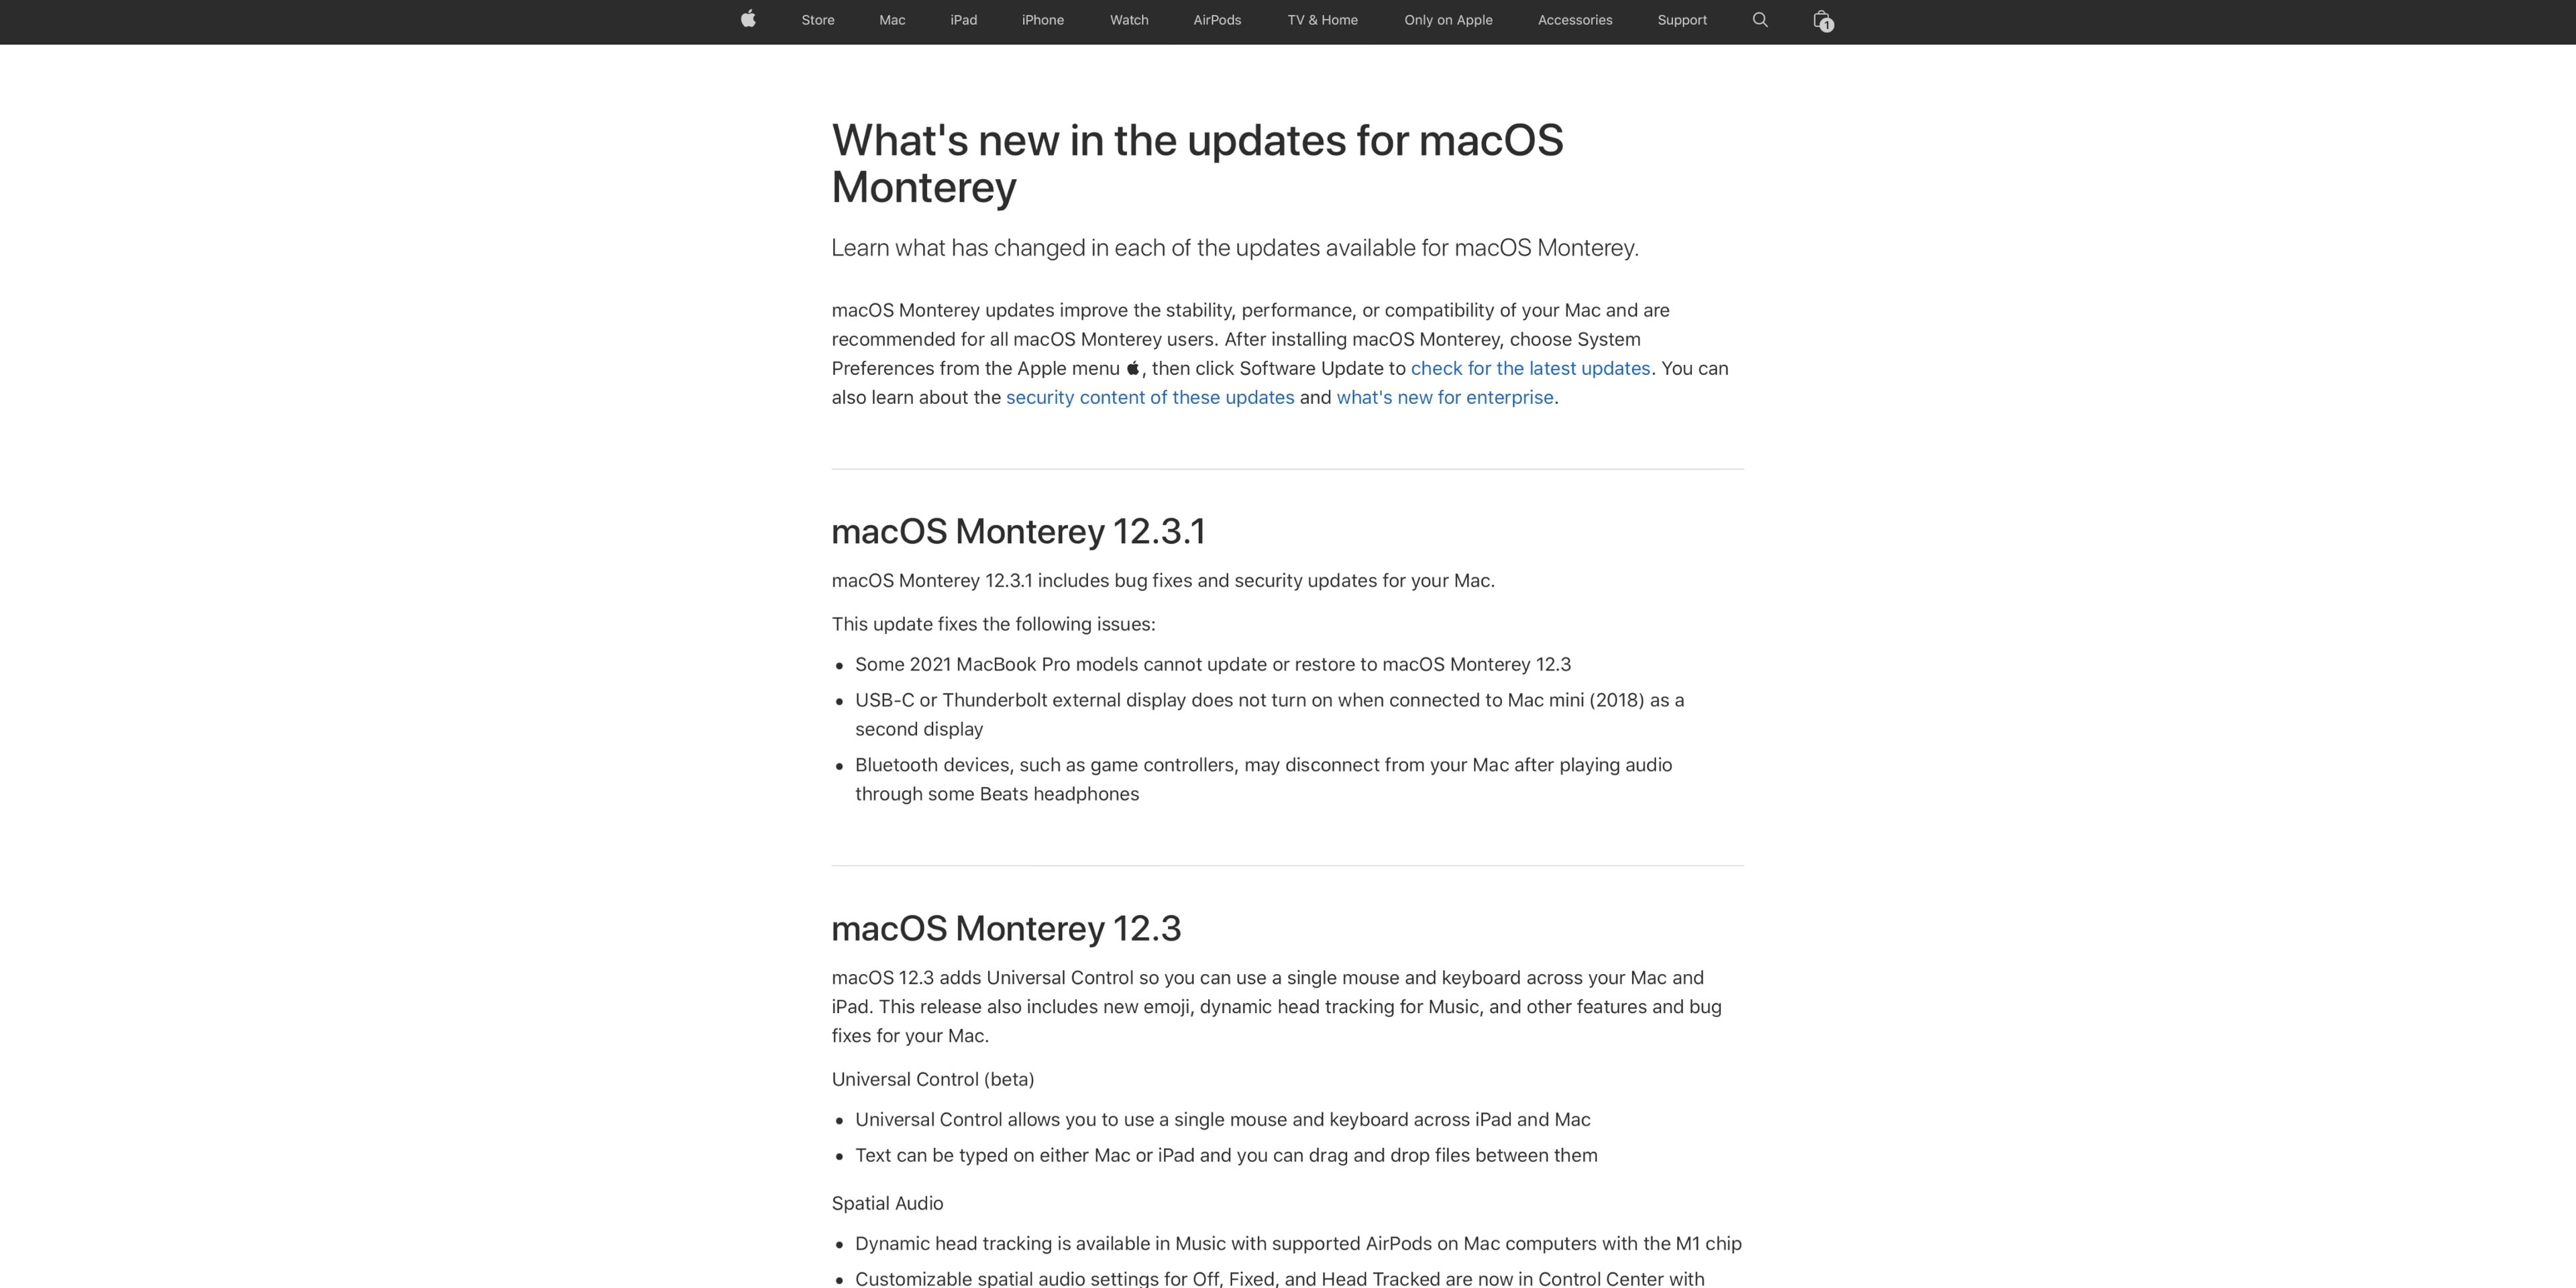 Store Mac iPad iPhone Watch AirPods TV & Home Only on Apple Accessories Support 1
What's new in the updates for macOS
Monterey
Learn what has changed in each of the updates available for macOS Monterey.
macOS Monterey updates improve the stability, performance, or compatibility of your Mac and are
recommended for all macOS Monterey users. After installing macOS Monterey, choose System
Preferences from the Apple menu , then click Software Update to check for the latest updates. You can
also learn about the security content of these updates and what's new for enterprise.
macOS Monterey 12.3.1
macOS Monterey 12.3.1 includes bug fixes and security updates for your Mac.
This update fixes the following issues:
• Some 2021 MacBook Pro models cannot update or restore to macOS Monterey 12.3
• USB-C or Thunderbolt external display does not turn on when connected to Mac mini (2018) as a
second display
• Bluetooth devices, such as game controllers, may disconnect from your Mac after playing audio
through some Beats headphones
macOS Monterey 12.3
macOS 12.3 adds Universal Control so you can use a single mouse and keyboard across your Mac and
iPad. This release also includes new emoji, dynamic head tracking for Music, and other features and bug
fixes for your Mac.
Universal Control (beta)
• Universal Control allows you to use a single mouse and keyboard across iPad and Mac
• Text can be typed on either Mac or iPad and you can drag and drop files between them
Spatial Audio
• Dynamic head tracking is available in Music with supported AirPods on Mac computers with the M1 chip
• Customizable spatial audio settings for Off, Fixed, and Head Tracked are now in Control Center with